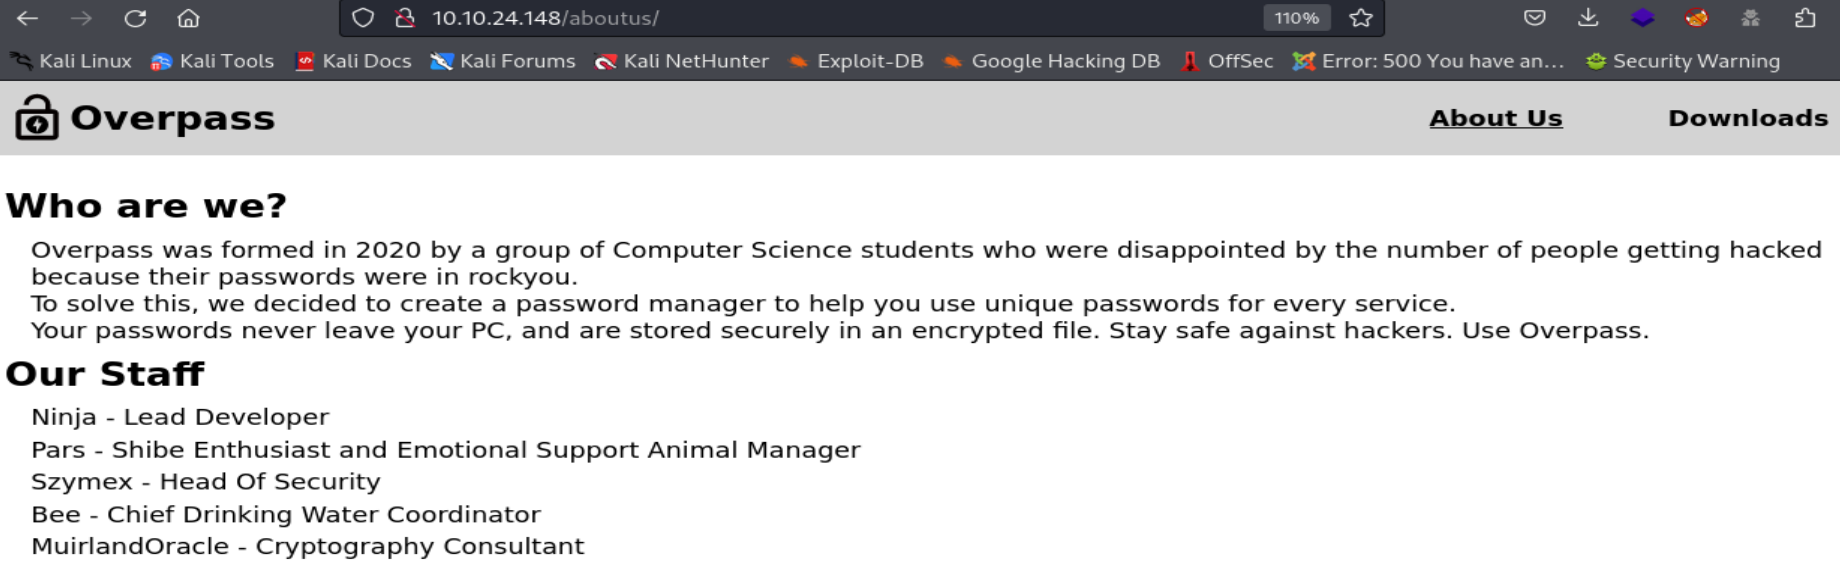 10.10.24.148/aboutus/ 110%
Kali Linux Kali Tools Kali Docs Kali Forums Kali NetHunter Exploit-DB Google Hacking DB OffSec Error: 500 You have an... Security Warning
Overpass About Us Downloads
Who are we?
Overpass was formed in 2020 by a group of Computer Science students who were disappointed by the number of people getting hacked
because their passwords were in rockyou.
To solve this, we decided to create a password manager to help you use unique passwords for every service.
Your passwords never leave your PC, and are stored securely in an encrypted file. Stay safe against hackers. Use Overpass.
Our Staff
Ninja - Lead Developer
Pars - Shibe Enthusiast and Emotional Support Animal Manager
Szymex - Head Of Security
Bee - Chief Drinking Water Coordinator
MuirlandOracle - Cryptography Consultant